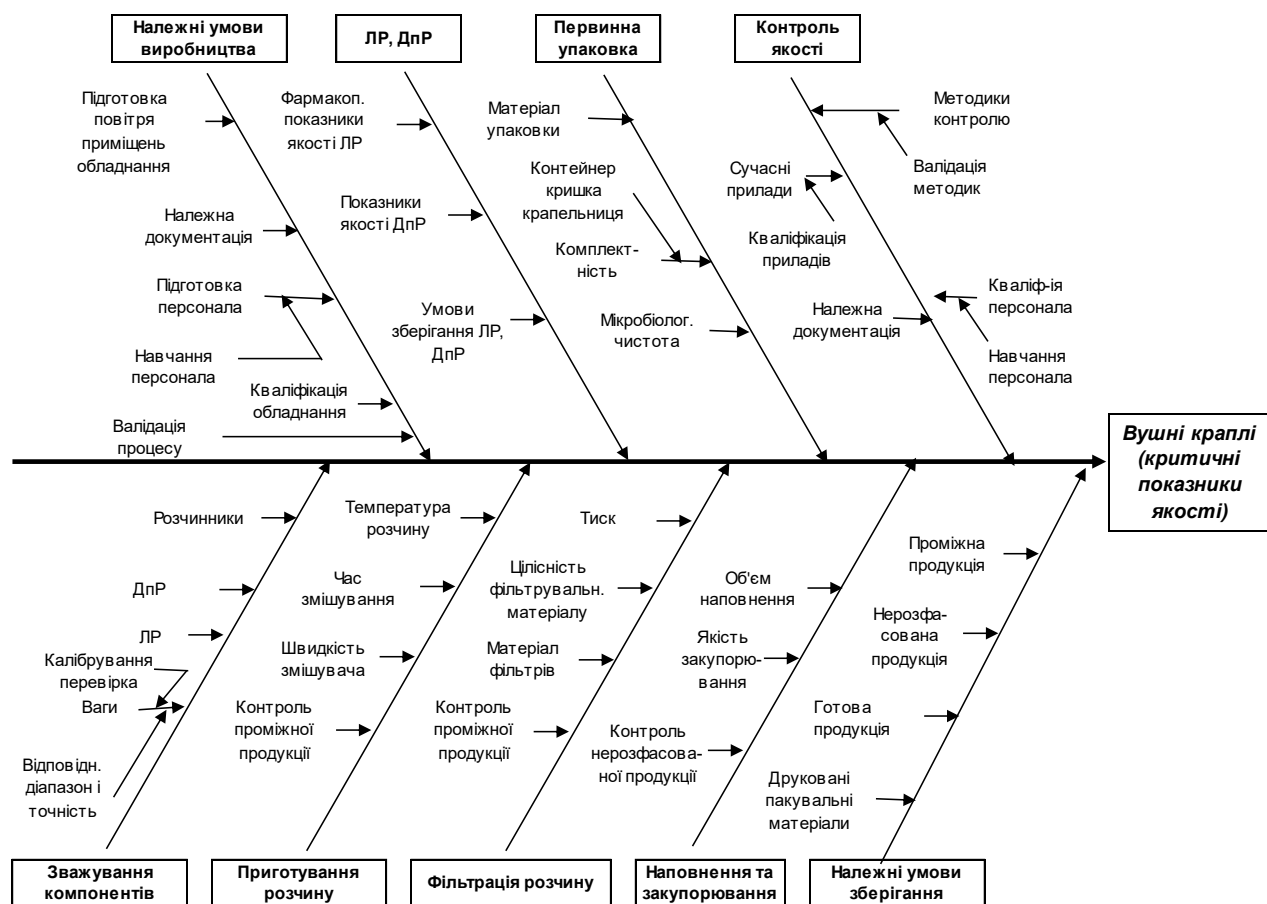 Належні умови
виробництва
ЛР, ДпР
Первинна
упаковка
Контроль
якості
Підготовка
повітря
приміщень
обладнання
Належна
документація
Підготовка
персонала
Навчання
персонала
Кваліфікація
обладнання
Валідація
процесу
Фармакоп.
показники
якості ЛР
Показники
якості ДпР
Умови
зберігання ЛР,
ДпР
Матеріал
упаковки
Контейнер
кришка
крапельниця
Комплект-
ність
Мікробіолог.
чистота
Методики
контролю
Валідація
методик
Сучасні
прилади
Кваліфікація
приладів
Належна
документація
Кваліф-ія
персонала
Навчання
персонала
Вушні краплі
(критичні
показники
якості)
Розчинники
ДпР
ЛР
Калібрування
перевірка
Ваги
Відповідн.
діапазон і
точність
Температура
розчину
Час
змішування
Швидкість
змішувача
Контроль
проміжної
продукції
Тиск
Цілісність
фільтрувальн.
матеріалу
Матеріал
фільтрів
Контроль
проміжної
продукції
Об'єм
наповнення
Якість
закупорю-
вання
Контроль
нерозфасова-
ної продукції
Проміжна
продукція
Нерозфа-
сована
продукція
Готова
продукція
Друковані
пакувальні
матеріали
Зважування
компонентів
Приготування
розчину
Фільтрація розчину
Наповнення та
закупорювання
Належні умови
зберігання